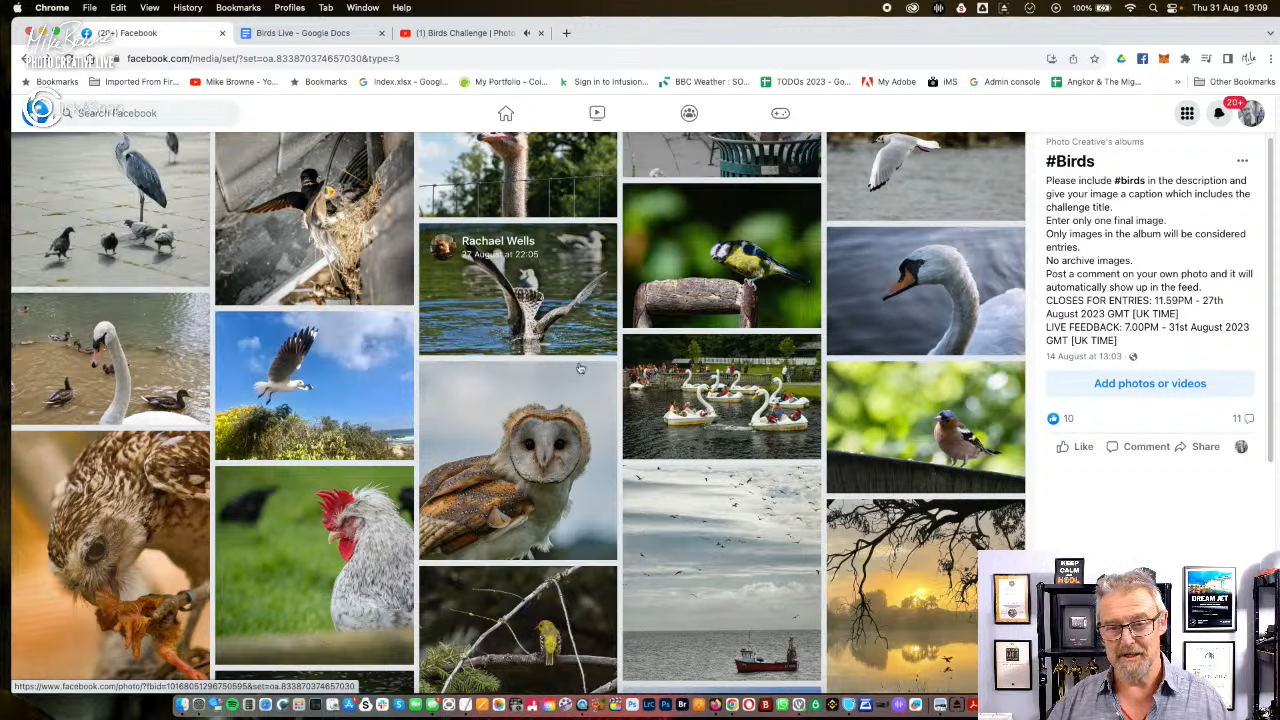 Chrome File Edit View History Bookmarks Profiles Tab Window Help
100% Thu 31 Aug 19:09
(20+) Facebook
Birds Live - Google Docs
(1) Birds Challenge | Photo
facebook.com/media/set/?set=oa.833870374657030&type=3
Bookmarks Imported From Fir... Mike Browne - Yo... Bookmarks Index.xlsx - Googl... My Portfolio - Coi... Sign in to Infusion... BBC Weather : SO... TODOs 2023 - Go... My Adobe iMS Admin console Angkor & The Mig... » Other Bookmarks
PHOTO CREATIVE LIVE
Search Facebook
20+
Photo Creative's albums
#Birds
Please include #birds in the description and
give your image a caption which includes the
challenge title.
Enter only one final image.
Only images in the album will be considered
entries.
No archive images.
Post a comment on your own photo and it will
automatically show up in the feed.
CLOSES FOR ENTRIES: 11.59PM - 27th
August 2023 GMT [UK TIME]
LIVE FEEDBACK: 7.00PM - 31st August 2023
GMT [UK TIME]
14 August at 13:03
Add photos or videos
10 11
Like Comment Share
Rachael Wells
27 August at 22:05
KEEP
CALM
DREAM JET
https://www.facebook.com/photo/?fbid=10168051296750595&set=oa.833870374657030